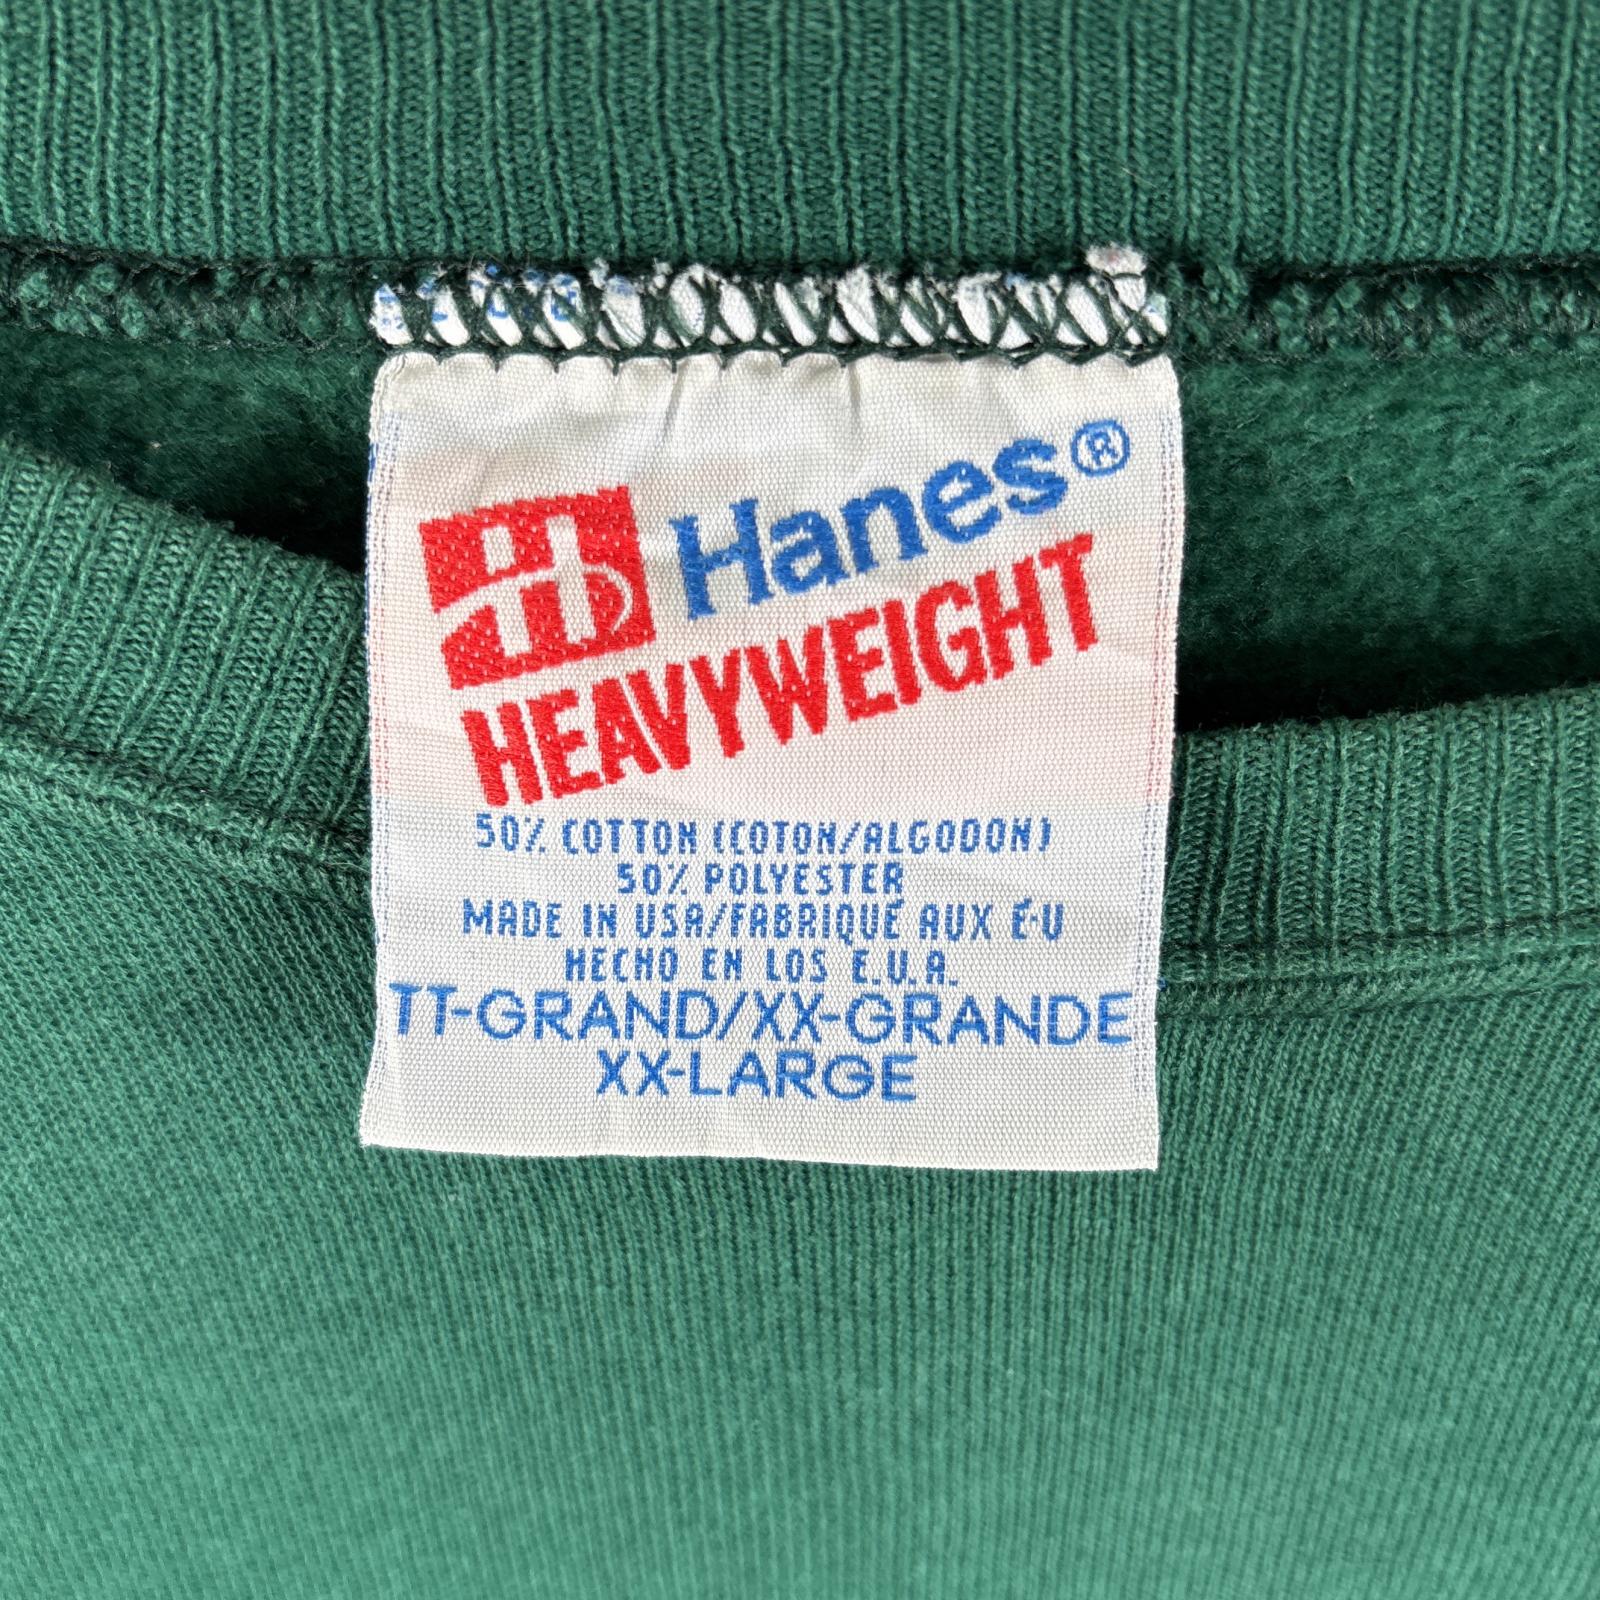 Hanes®
HEAVYWEIGHT
50% COTTON (COTON/ALGODON)
50% POLYESTER
MADE IN USA/FABRIQUÉ AUX É-U
HECHO EN LOS E.U.A.
TT-GRAND/XX-GRANDE
XX-LARGE